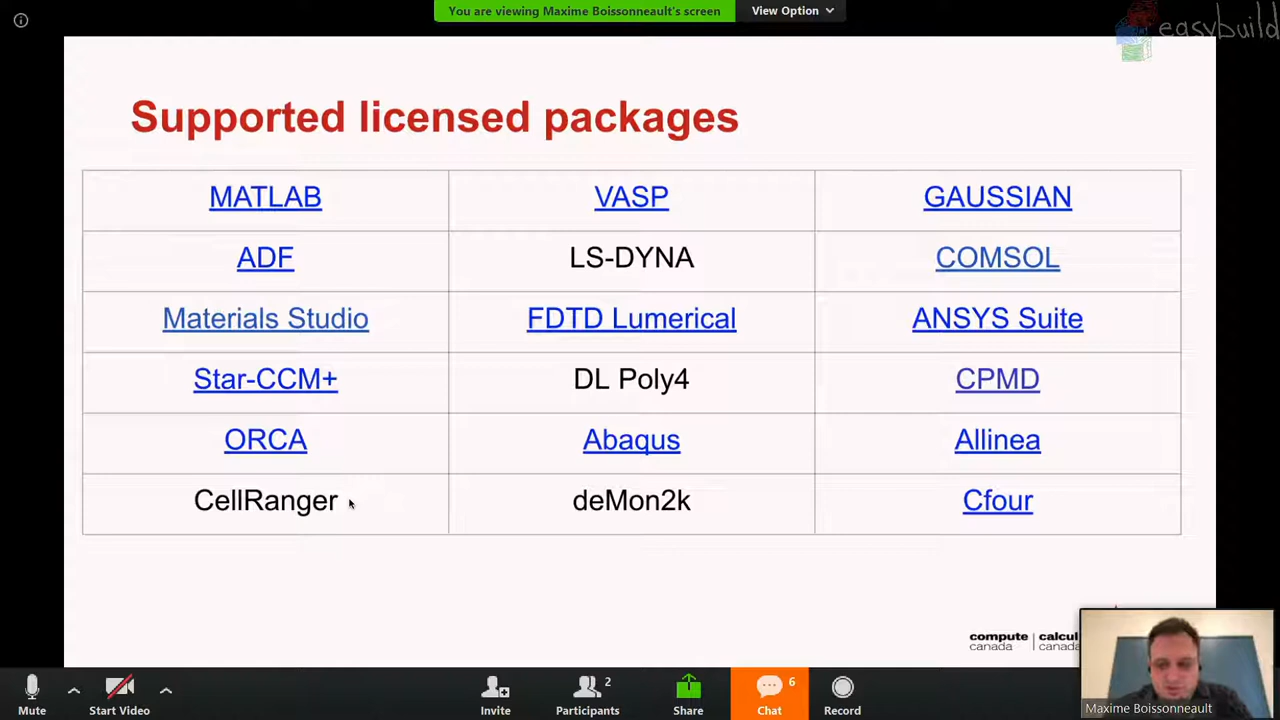 You are viewing Maxime Boissonneault's screen
View Option
easybuild
Supported licensed packages
MATLAB VASP GAUSSIAN
ADF LS-DYNA COMSOL
Materials Studio FDTD Lumerical ANSYS Suite
Star-CCM+ DL Poly4 CPMD
ORCA Abaqus Allinea
CellRanger deMon2k Cfour
compute | calcul
canada canada
Maxime Boissonneault
2
6
Mute Start Video Invite Participants Share Chat Record